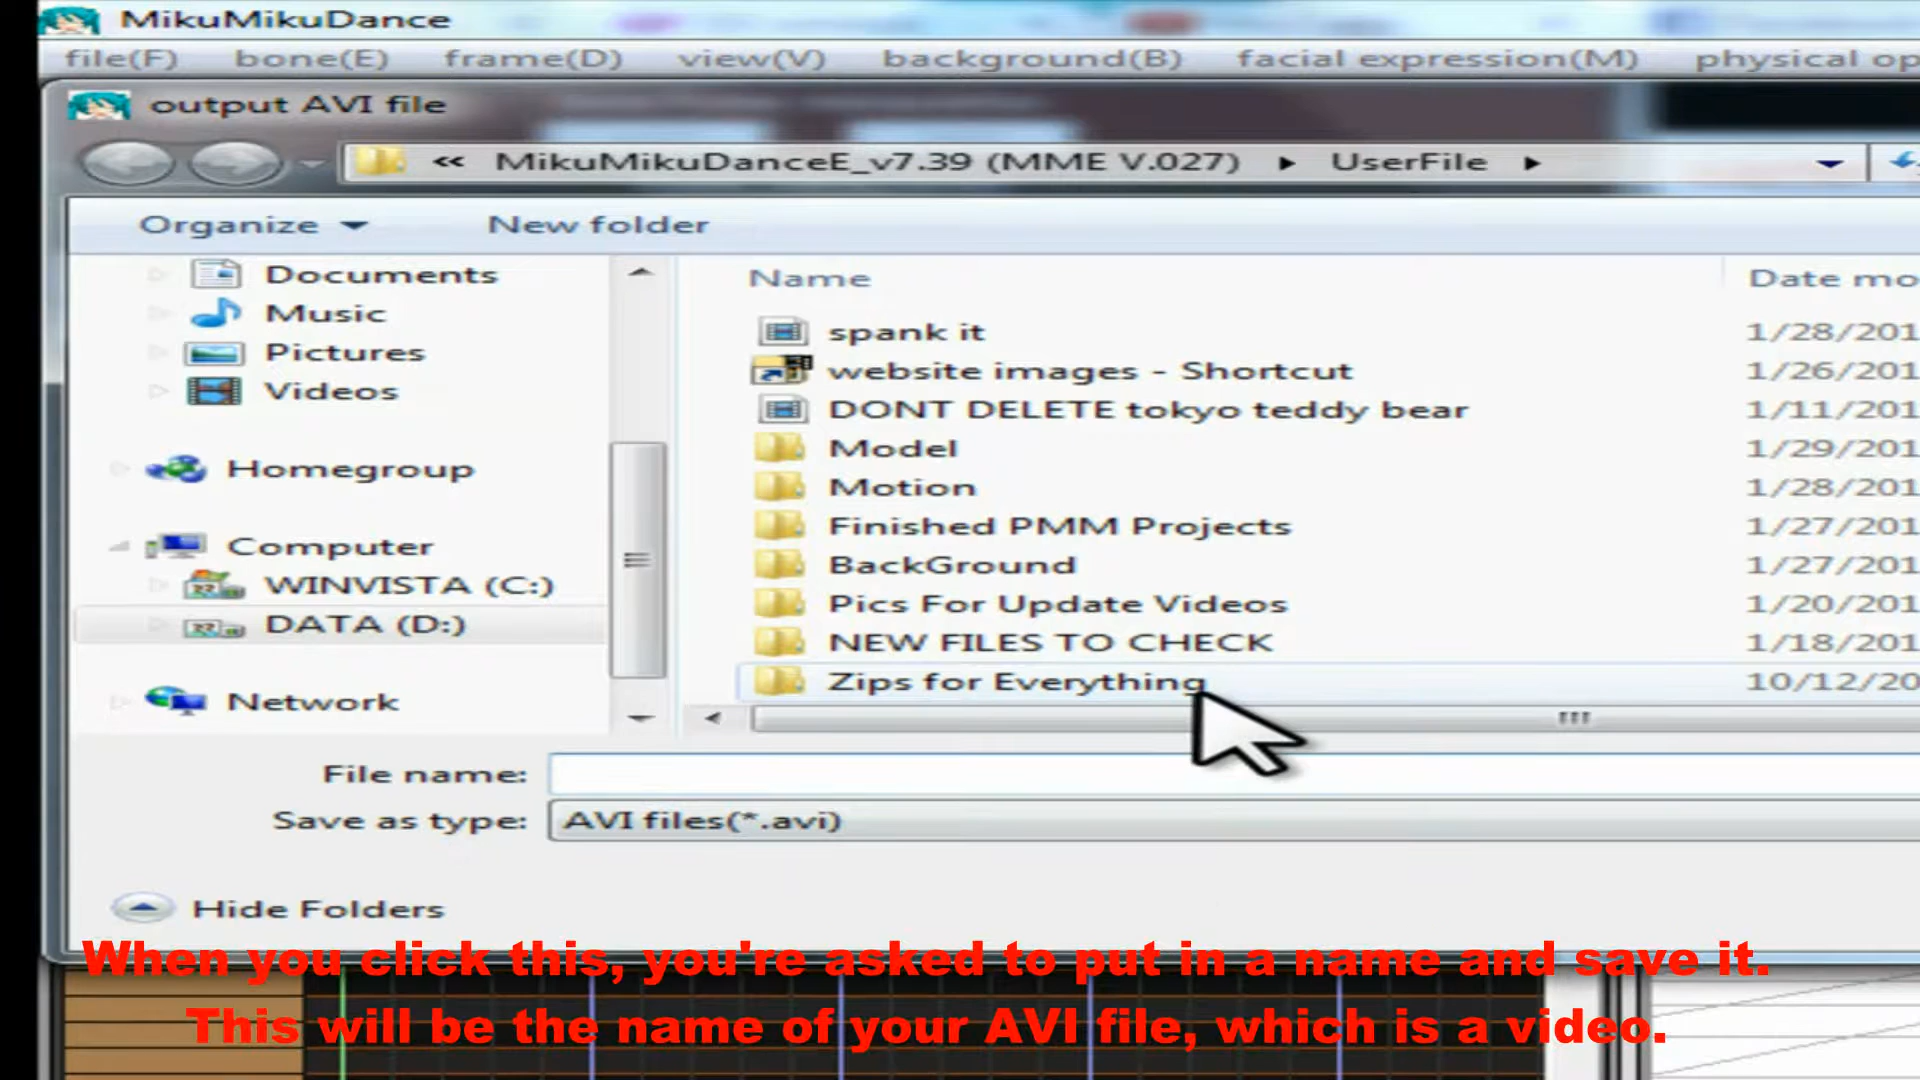 MikuMikuDance
file(F) bone(E) frame(D) view(V) background(B) facial expression(M) physical op
output AVI file
« MikuMikuDanceE_v7.39 (MME V.027) ▸ UserFile ▸
Organize New folder
Name Date mo
Documents
Music
Pictures
Videos
Homegroup
Computer
WINVISTA (C:)
DATA (D:)
Network
spank it 1/28/201
website images - Shortcut 1/26/201
DONT DELETE tokyo teddy bear 1/11/201
Model 1/29/201
Motion 1/28/201
Finished PMM Projects 1/27/201
BackGround 1/27/201
Pics For Update Videos 1/20/201
NEW FILES TO CHECK 1/18/201
Zips for Everything 10/12/20
File name:
Save as type: AVI files(*.avi)
Hide Folders
When you click this, you're asked to put in a name and save it.
This will be the name of your AVI file, which is a video.